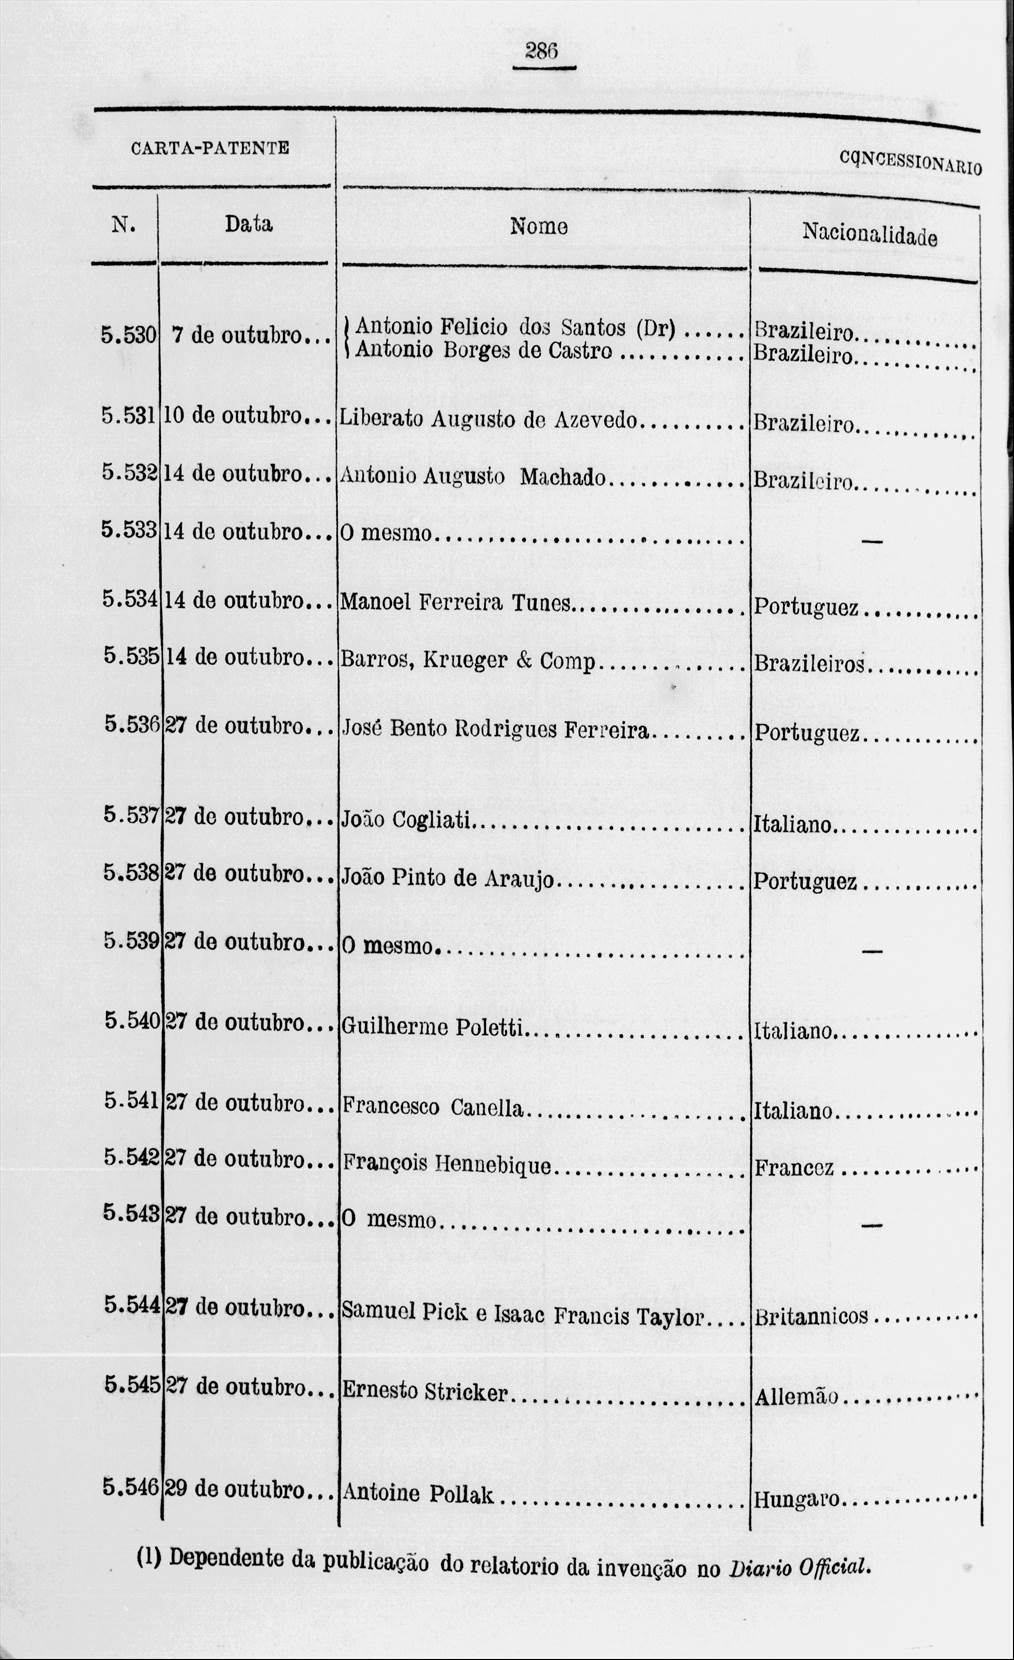 286
CARTA-PATENTE CONCESSIONARIO
N. Data Nome Nacionalidade
5.530 7 de outubro... Antonio Felicio dos Santos (Dr)...... Brazileiro.............
Antonio Borges de Castro............ Brazileiro.............
5.531 10 de outubro... Liberato Augusto de Azevedo.......... Brazileiro.............
5.532 14 de outubro... Antonio Augusto Machado............. Brazileiro.............
5.533 14 de outubro... O mesmo.............................. —
5.534 14 de outubro... Manoel Ferreira Tunes................. Portuguez............
5.535 14 de outubro... Barros, Krueger & Comp.............. Brazileiros...........
5.536 27 de outubro... José Bento Rodrigues Ferreira......... Portuguez............
5.537 27 de outubro... João Cogliati........................... Italiano...............
5.538 27 de outubro... João Pinto de Araujo................... Portuguez............
5.539 27 de outubro... O mesmo.............................. —
5.540 27 de outubro... Guilherme Poletti...................... Italiano...............
5.541 27 de outubro... Francesco Canella...................... Italiano...............
5.542 27 de outubro... François Hennebique................... Francez..............
5.543 27 de outubro... O mesmo.............................. —
5.544 27 de outubro... Samuel Pick e Isaac Francis Taylor.... Britannicos...........
5.545 27 de outubro... Ernesto Stricker....................... Allemão..............
5.546 29 de outubro... Antoine Pollak........................ Hungaro..............
(1) Dependente da publicação do relatorio da invenção no Diario Official.